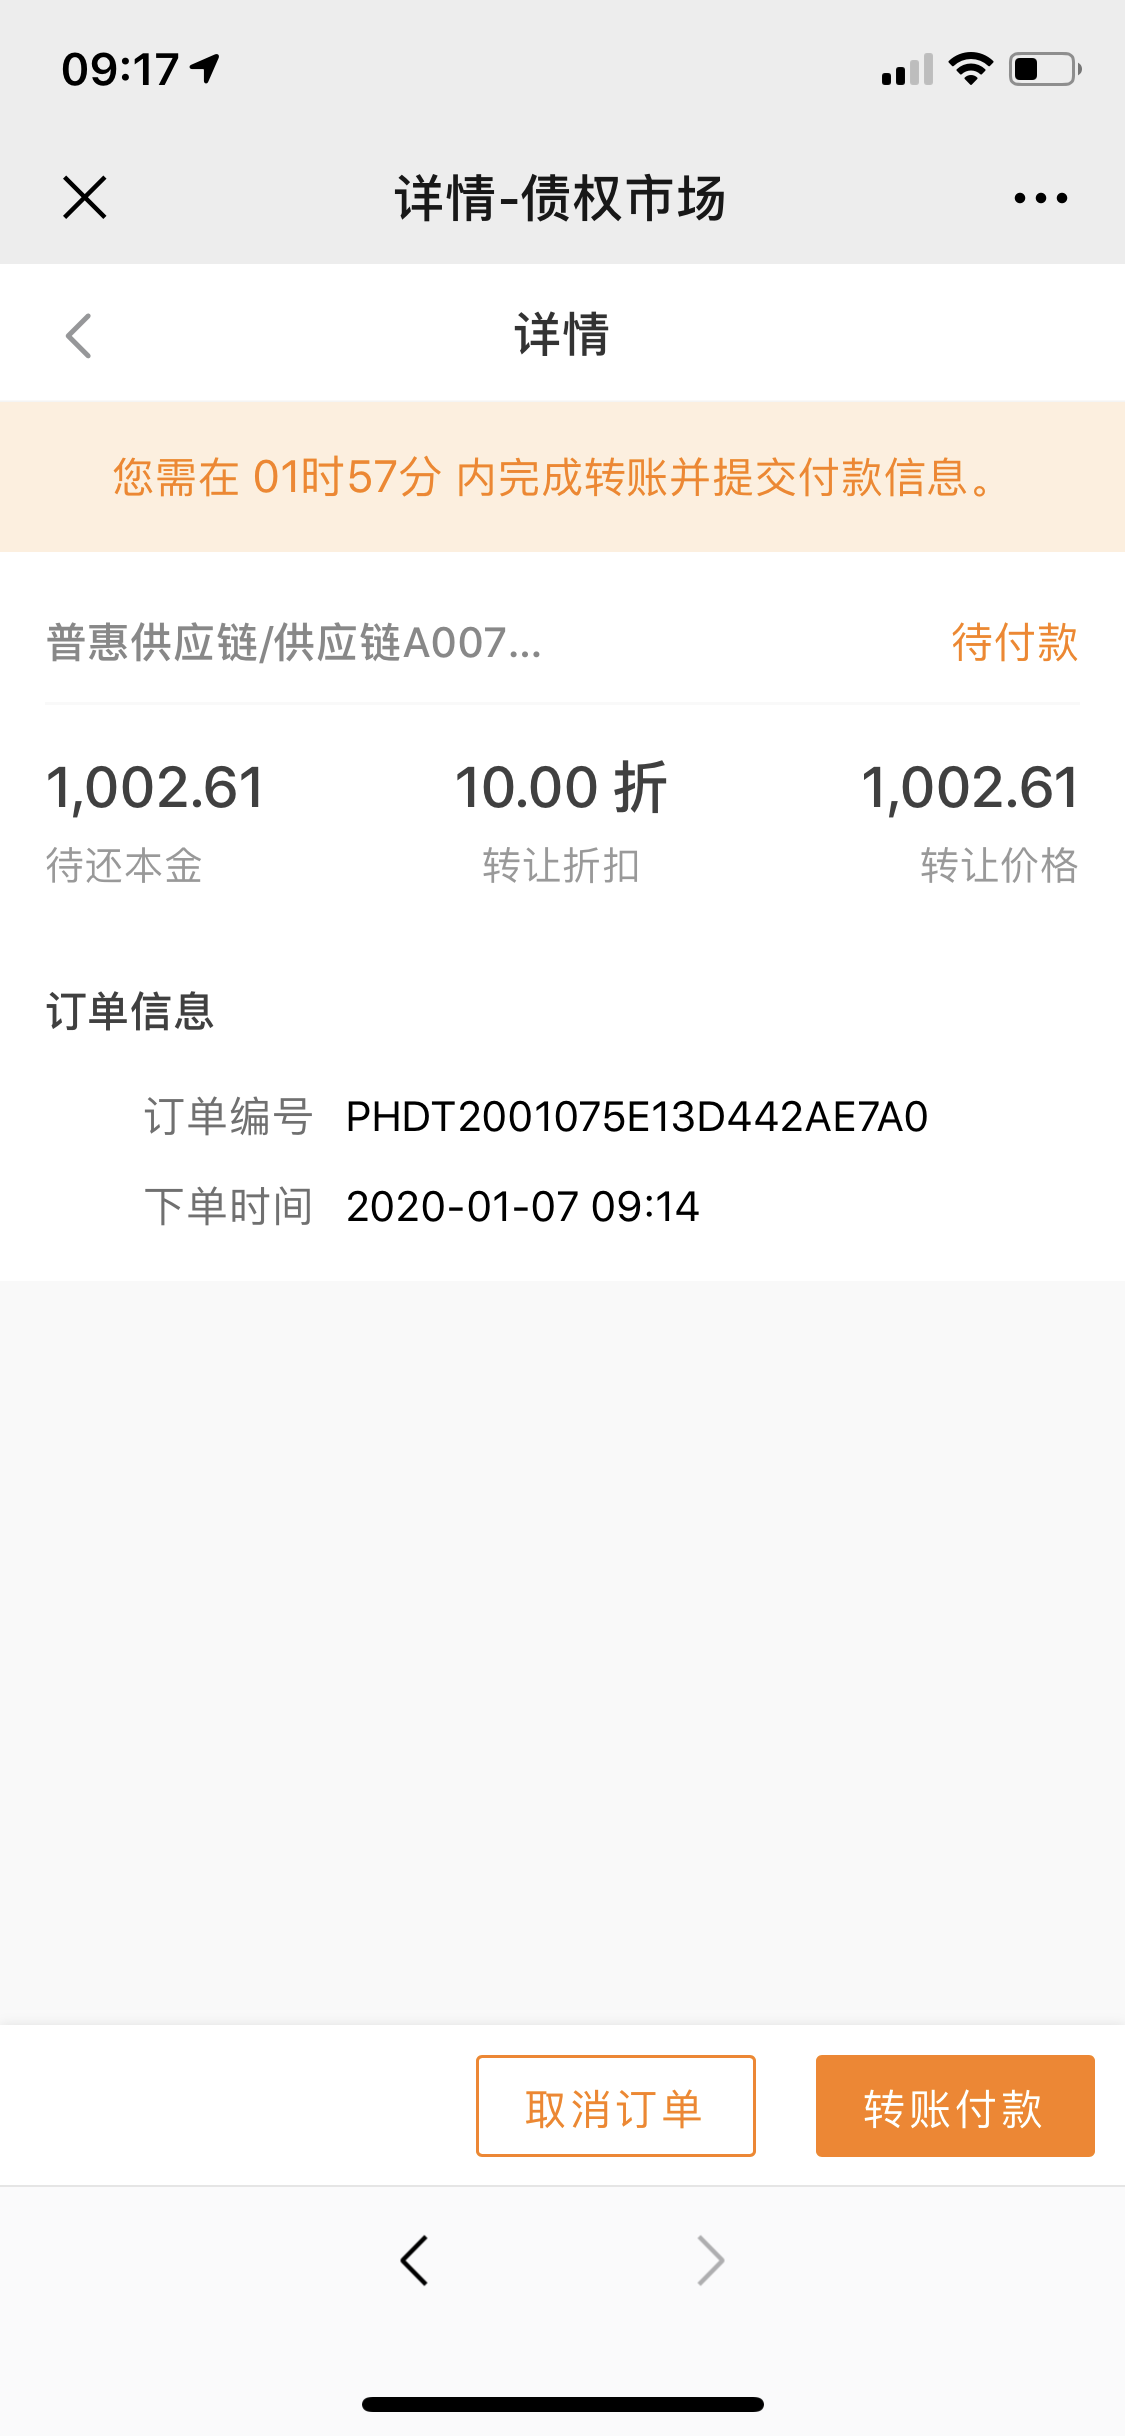 09:17
详情-债权市场
详情
您需在 01时57分 内完成转账并提交付款信息。
普惠供应链/供应链A007... 待付款
1,002.61 10.00 折 1,002.61
待还本金 转让折扣 转让价格
订单信息
订单编号 PHDT2001075E13D442AE7A0
下单时间 2020-01-07 09:14
取消订单 转账付款